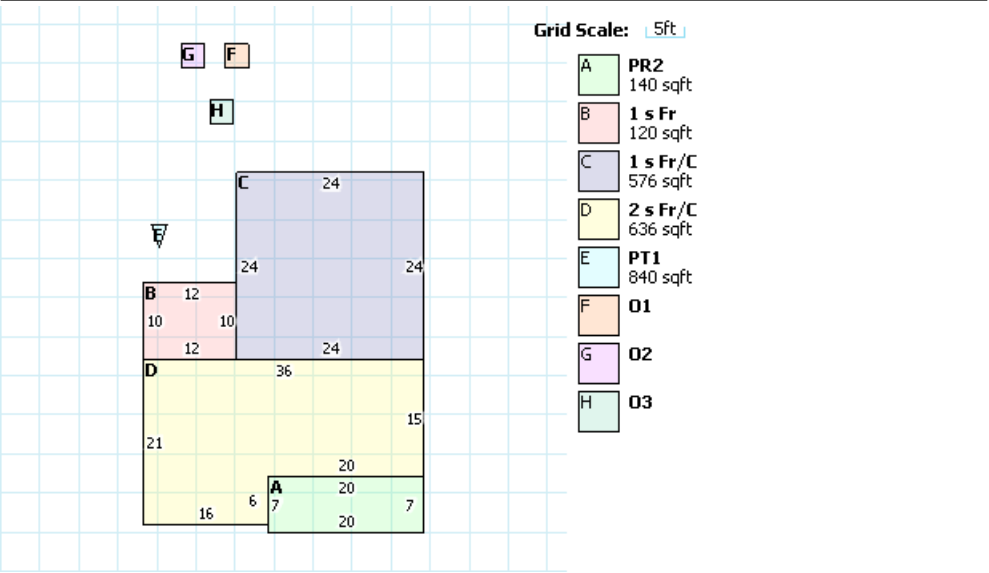 Grid Scale: 5ft
G F
H
A PR2
140 sqft
B 1 s Fr
120 sqft
C 1 s Fr/C
576 sqft
D 2 s Fr/C
636 sqft
E PT1
840 sqft
F O1
G O2
H O3
C 24
E
24 24
B 12
10 10
12 24
D 36
15
21
20
A 20
6 7 7
16 20